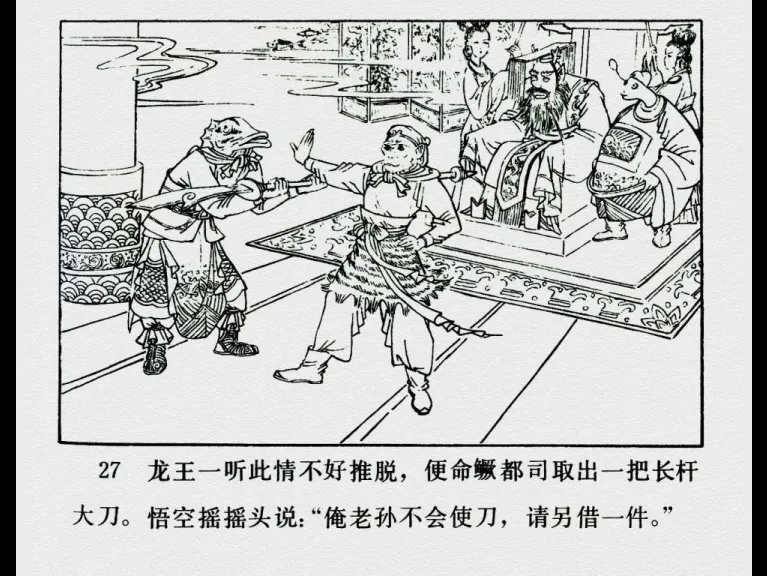 27 龙王一听此情不好推脱，便命鳜都司取出一把长杆
大刀。悟空摇摇头说：“俺老孙不会使刀，请另借一件。”